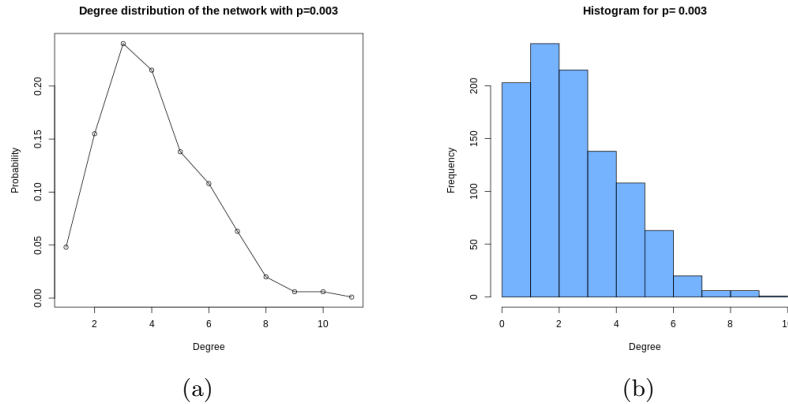 Degree distribution of the network with p=0.003
Probability
0.20
0.15
0.10
0.05
0.00
2 4 6 8 10
Degree
(a)
Histogram for p= 0.003
Frequency
200
150
100
50
0
0 2 4 6 8 10
Degree
(b)